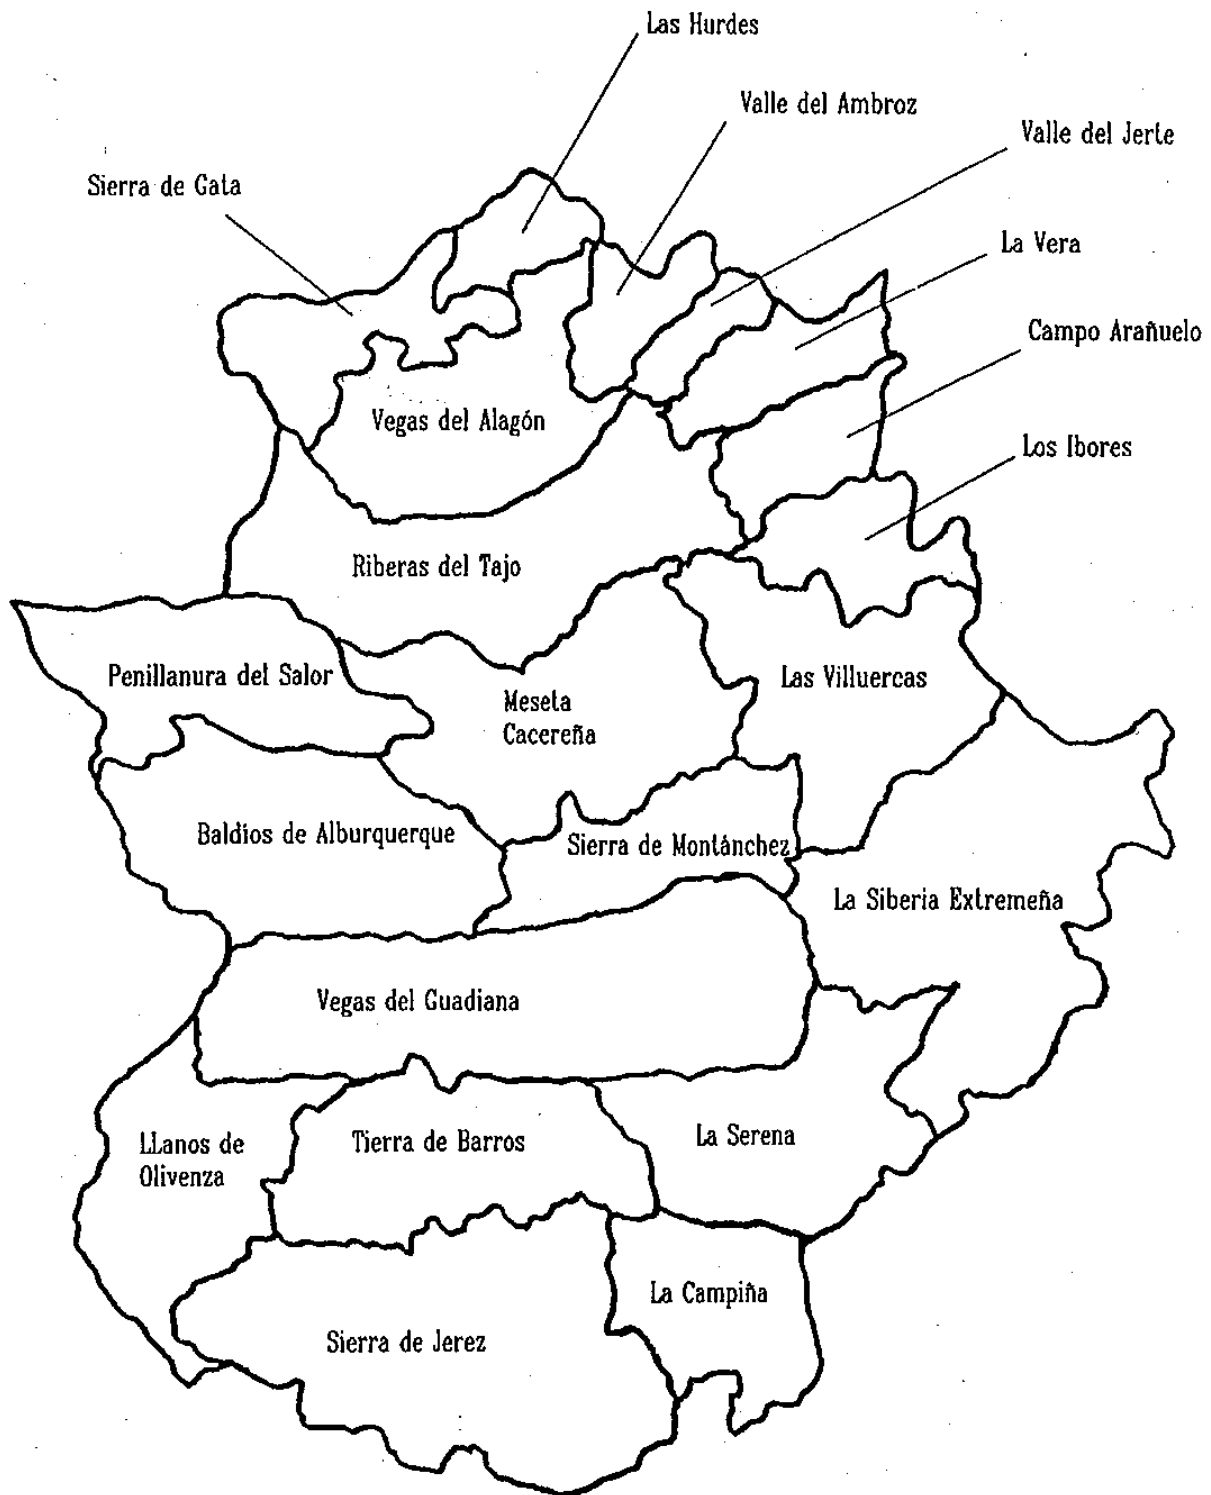 Las Hurdes
Valle del Ambroz
Valle del Jerte
Sierra de Gata
La Vera
Campo Arañuelo
Vegas del Alagón
Los Ibores
Riberas del Tajo
Penillanura del Salor
Las Villuercas
Meseta
Cacereña
Baldios de Alburquerque
Sierra de Montánchez
La Siberia Extremeña
Vegas del Guadiana
LLanos de
Olivenza
Tierra de Barros
La Serena
La Campiña
Sierra de Jerez